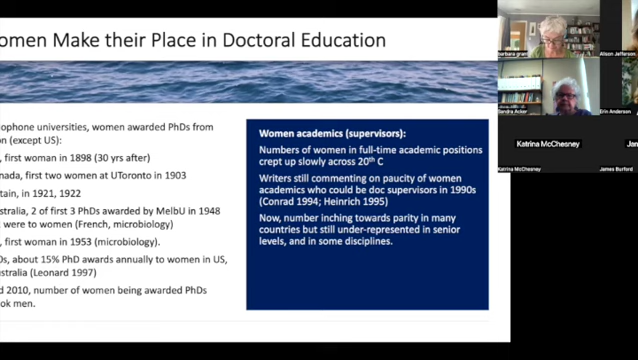 omen Make their Place in Doctoral Education
lophone universities, women awarded PhDs from
on (except US):
, first woman in 1898 (30 yrs after)
nada, first two women at UToronto in 1903
tain, in 1921, 1922
stralia, 2 of first 3 PhDs awarded by MelbU in 1948
were to women (French, microbiology)
, first woman in 1953 (microbiology).
0s, about 15% PhD awards annually to women in US,
stralia (Leonard 1997)
d 2010, number of women being awarded PhDs
ook men.
Women academics (supervisors):
Numbers of women in full-time academic positions
crept up slowly across 20th C
Writers still commenting on paucity of women
academics who could be doc supervisors in 1990s
(Conrad 1994; Heinrich 1995)
Now, number inching towards parity in many
countries but still under-represented in senior
levels, and in some disciplines.
barbara grant
Alison Jefferson
Sandra Acker
Erin Anderson
Katrina McChesney
Jan
Katrina McChesney
James Burford